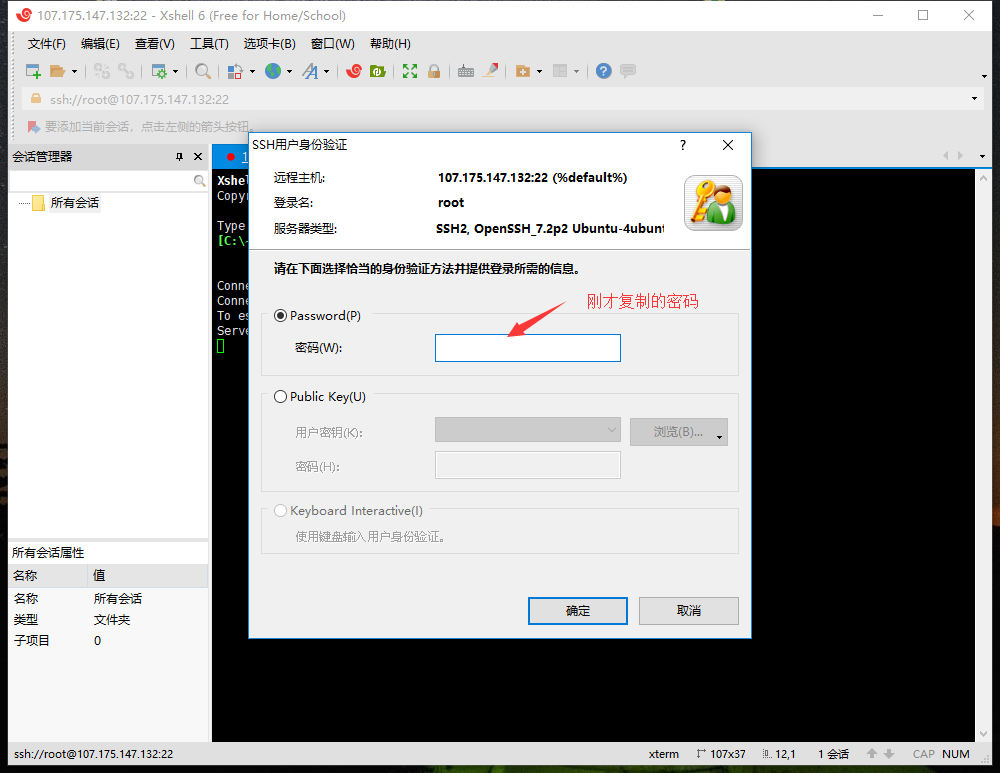 107.175.147.132:22 - Xshell 6 (Free for Home/School)
文件(F) 编辑(E) 查看(V) 工具(T) 选项卡(B) 窗口(W) 帮助(H)
ssh://root@107.175.147.132:22
要添加当前会话，点击左侧的箭头按钮。
会话管理器
所有会话
所有会话属性
名称 值
名称 所有会话
类型 文件夹
子项目 0
1
Xshe
Copyr
Type
[C:\
Conne
Conne
To es
Serve
SSH用户身份验证 ?
远程主机: 107.175.147.132:22 (%default%)
登录名: root
服务器类型: SSH2, OpenSSH_7.2p2 Ubuntu-4ubunt
请在下面选择恰当的身份验证方法并提供登录所需的信息。
刚才复制的密码
Password(P)
密码(W):
Public Key(U)
用户密钥(K): 浏览(B)...
密码(H):
Keyboard Interactive(I)
使用键盘输入用户身份验证。
确定 取消
ssh://root@107.175.147.132:22 xterm 107x37 12,1 1 会话 CAP NUM